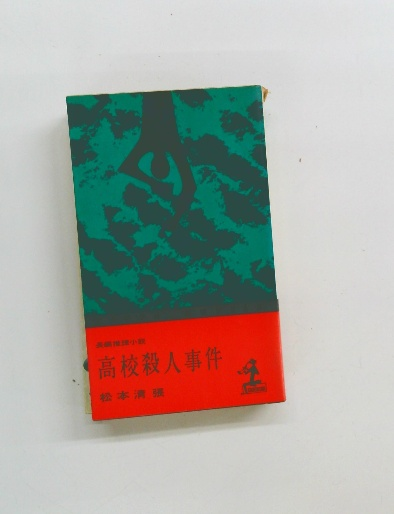 長編推理小説
高校殺人事件
松本清張